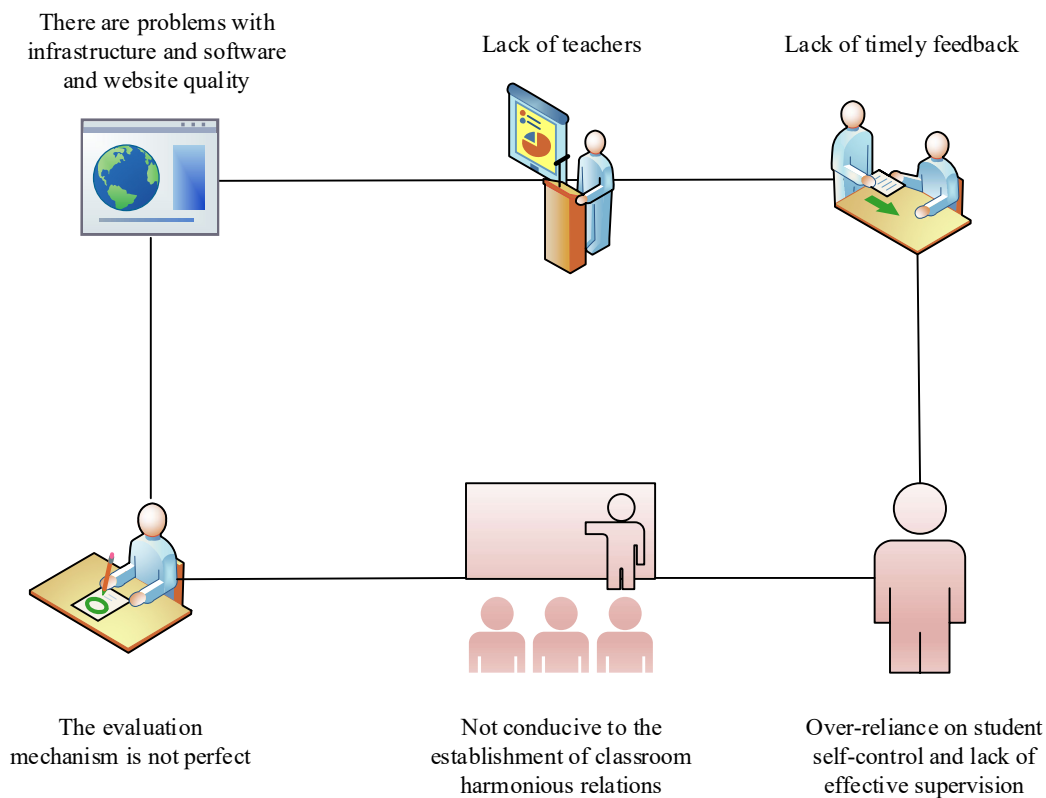 There are problems with
infrastructure and software
and website quality
Lack of teachers
Lack of timely feedback
The evaluation
mechanism is not perfect
Not conducive to the
establishment of classroom
harmonious relations
Over-reliance on student
self-control and lack of
effective supervision